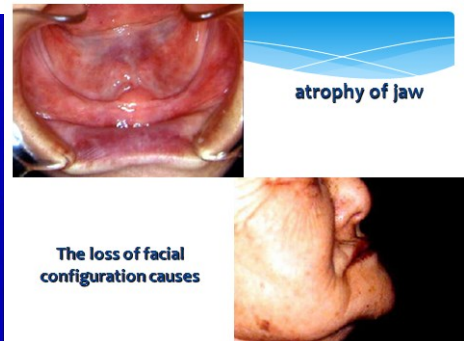 atrophy of jaw
The loss of facial
configuration causes